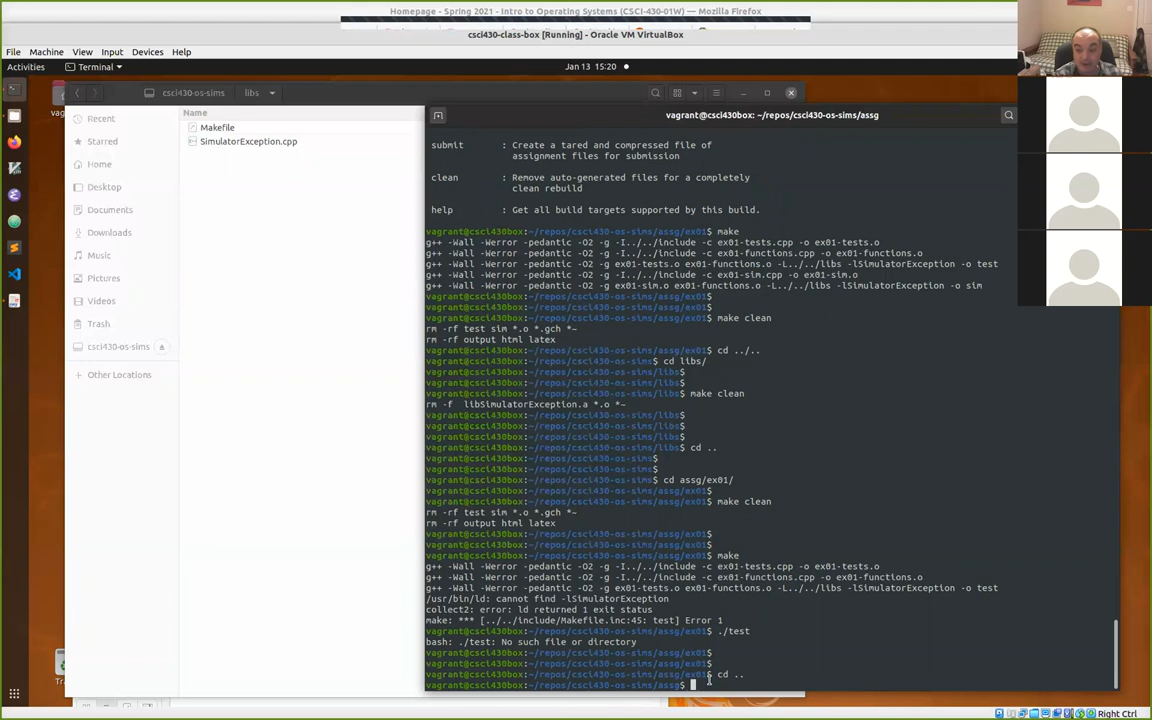 Homepage - Spring 2021 - Intro to Operating Systems (CSCI-430-01W) — Mozilla Firefox
csci430-class-box [Running] - Oracle VM VirtualBox
File Machine View Input Devices Help
Activities Terminal Jan 13 15:20
csci430-os-sims libs
Recent
Starred
Home
Desktop
Documents
Downloads
Music
Pictures
Videos
Trash
csci430-os-sims
+ Other Locations
Name
Makefile
SimulatorException.cpp
vagrant@csci430box: ~/repos/csci430-os-sims/assg
submit : Create a tared and compressed file of
assignment files for submission
clean : Remove auto-generated files for a completely
clean rebuild
help : Get all build targets supported by this build.
vagrant@csci430box:~/repos/csci430-os-sims/assg/ex01$ make
g++ -Wall -Werror -pedantic -O2 -g -I../../include -c ex01-tests.cpp -o ex01-tests.o
g++ -Wall -Werror -pedantic -O2 -g -I../../include -c ex01-functions.cpp -o ex01-functions.o
g++ -Wall -Werror -pedantic -O2 -g ex01-tests.o ex01-functions.o -L../../libs -lSimulatorException -o test
g++ -Wall -Werror -pedantic -O2 -g -I../../include -c ex01-sim.cpp -o ex01-sim.o
g++ -Wall -Werror -pedantic -O2 -g ex01-sim.o ex01-functions.o -L../../libs -lSimulatorException -o sim
vagrant@csci430box:~/repos/csci430-os-sims/assg/ex01$
vagrant@csci430box:~/repos/csci430-os-sims/assg/ex01$
vagrant@csci430box:~/repos/csci430-os-sims/assg/ex01$ make clean
rm -rf test sim *.o *.gch *~
rm -rf output html latex
vagrant@csci430box:~/repos/csci430-os-sims/assg/ex01$ cd ../..
vagrant@csci430box:~/repos/csci430-os-sims$ cd libs/
vagrant@csci430box:~/repos/csci430-os-sims/libs$
vagrant@csci430box:~/repos/csci430-os-sims/libs$
vagrant@csci430box:~/repos/csci430-os-sims/libs$ make clean
rm -f libSimulatorException.a *.o *~
vagrant@csci430box:~/repos/csci430-os-sims/libs$
vagrant@csci430box:~/repos/csci430-os-sims/libs$
vagrant@csci430box:~/repos/csci430-os-sims/libs$
vagrant@csci430box:~/repos/csci430-os-sims/libs$ cd ..
vagrant@csci430box:~/repos/csci430-os-sims$
vagrant@csci430box:~/repos/csci430-os-sims$
vagrant@csci430box:~/repos/csci430-os-sims$ cd assg/ex01/
vagrant@csci430box:~/repos/csci430-os-sims/assg/ex01$
vagrant@csci430box:~/repos/csci430-os-sims/assg/ex01$ make clean
rm -rf test sim *.o *.gch *~
rm -rf output html latex
vagrant@csci430box:~/repos/csci430-os-sims/assg/ex01$
vagrant@csci430box:~/repos/csci430-os-sims/assg/ex01$
vagrant@csci430box:~/repos/csci430-os-sims/assg/ex01$ make
g++ -Wall -Werror -pedantic -O2 -g -I../../include -c ex01-tests.cpp -o ex01-tests.o
g++ -Wall -Werror -pedantic -O2 -g -I../../include -c ex01-functions.cpp -o ex01-functions.o
g++ -Wall -Werror -pedantic -O2 -g ex01-tests.o ex01-functions.o -L../../libs -lSimulatorException -o test
/usr/bin/ld: cannot find -lSimulatorException
collect2: error: ld returned 1 exit status
make: *** [../../include/Makefile.inc:45: test] Error 1
vagrant@csci430box:~/repos/csci430-os-sims/assg/ex01$ ./test
bash: ./test: No such file or directory
vagrant@csci430box:~/repos/csci430-os-sims/assg/ex01$
vagrant@csci430box:~/repos/csci430-os-sims/assg/ex01$
vagrant@csci430box:~/repos/csci430-os-sims/assg/ex01$ cd ..
vagrant@csci430box:~/repos/csci430-os-sims/assg$
Right Ctrl